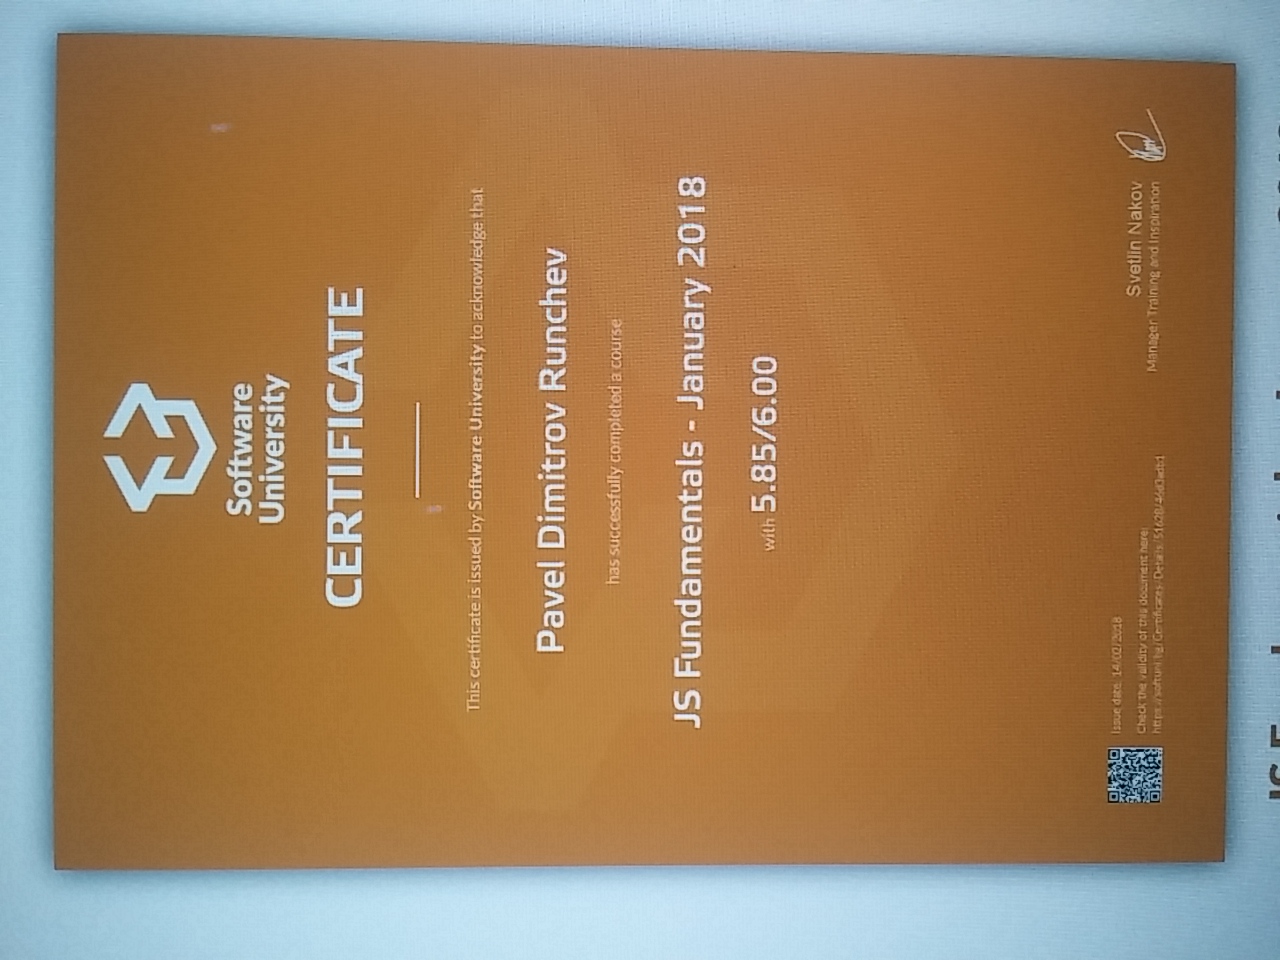 Software
University
CERTIFICATE
This certificate is issued by Software University to acknowledge that
Pavel Dimitrov Runchev
has successfully completed a course
JS Fundamentals - January 2018
with 5.85/6.00
Issue date: 14/02/2018
Check the validity of this document here:
https://softuni.bg/Certificates/Details/51628/46d3adb1
Svetlin Nakov
Manager Training and Inspiration